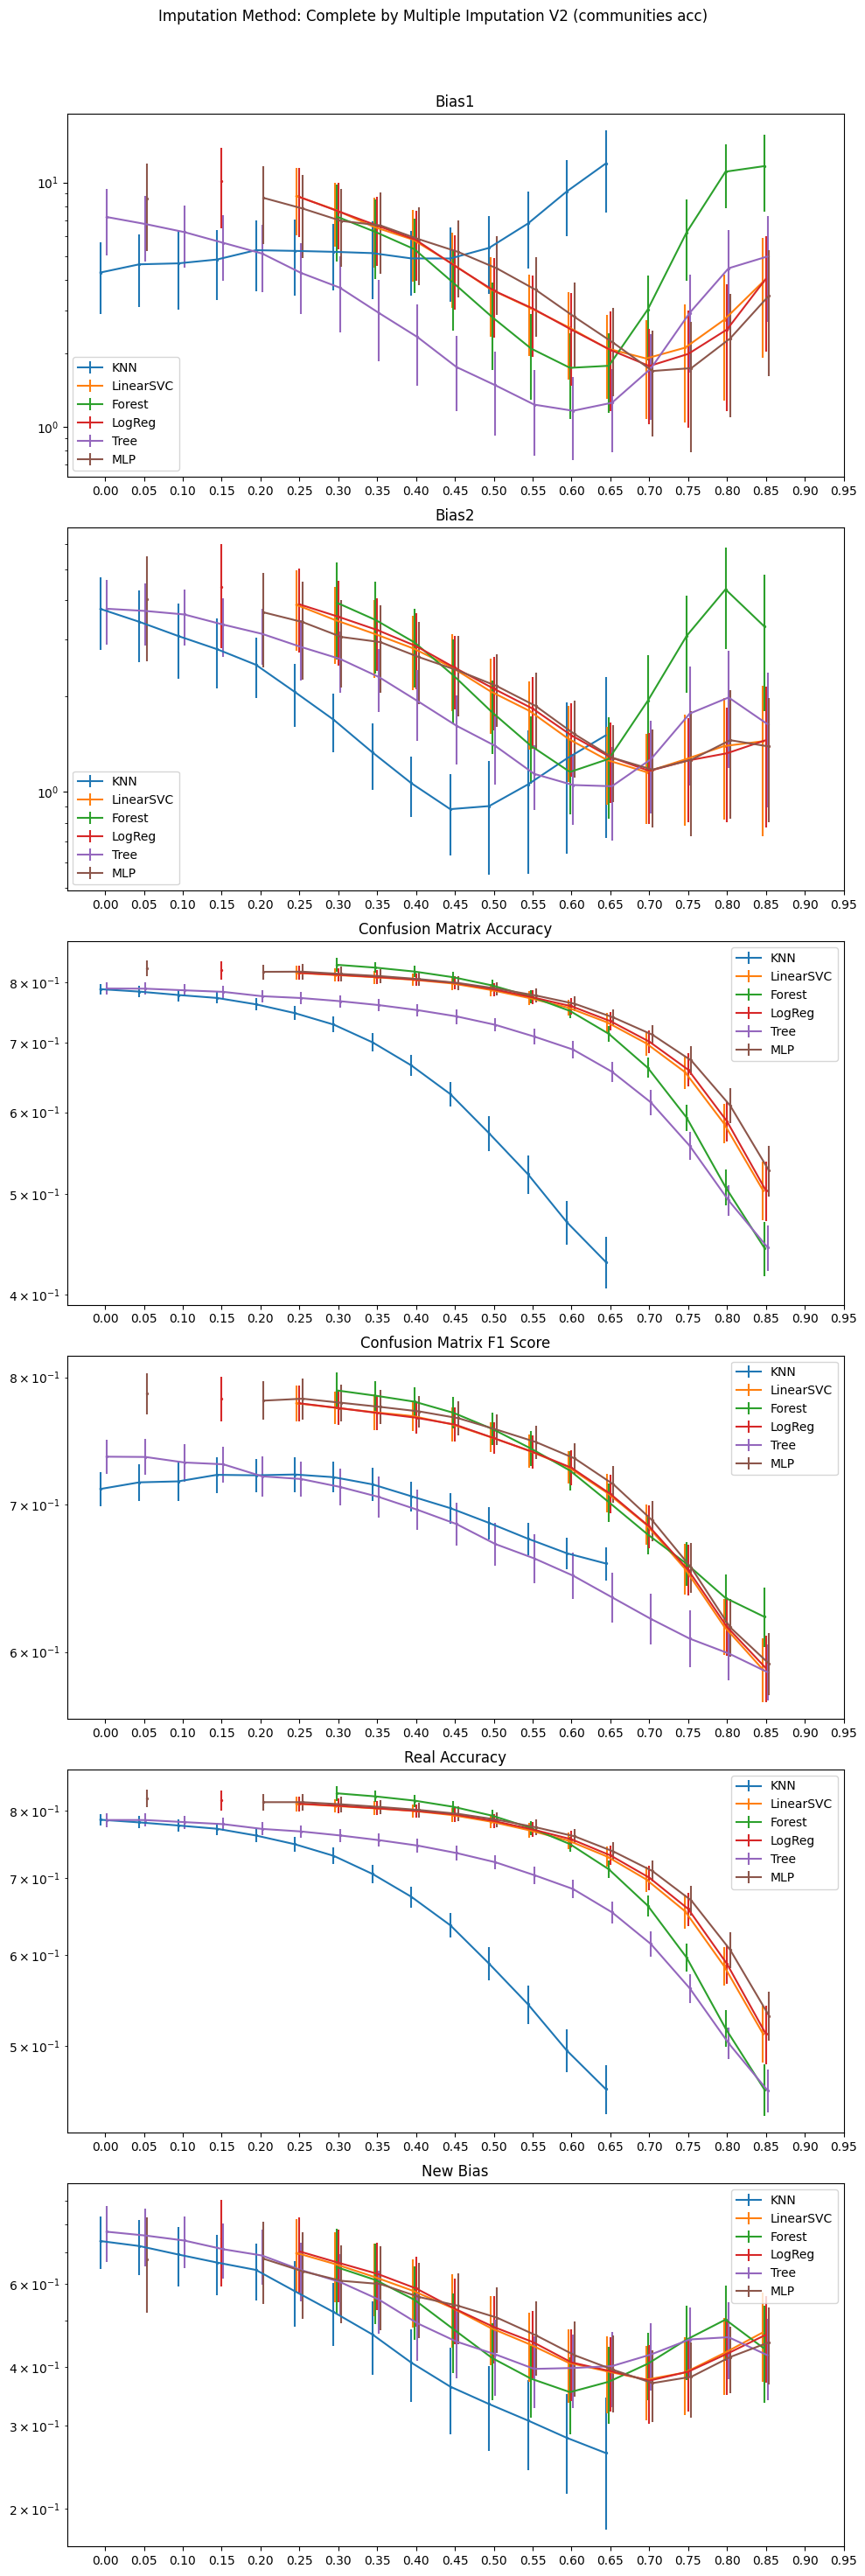 Imputation Method: Complete by Multiple Imputation V2 (communities acc)
Bias1
10¹
10⁰
KNN
LinearSVC
Forest
LogReg
Tree
MLP
0.00 0.05 0.10 0.15 0.20 0.25 0.30 0.35 0.40 0.45 0.50 0.55 0.60 0.65 0.70 0.75 0.80 0.85 0.90 0.95
Bias2
10⁰
KNN
LinearSVC
Forest
LogReg
Tree
MLP
0.00 0.05 0.10 0.15 0.20 0.25 0.30 0.35 0.40 0.45 0.50 0.55 0.60 0.65 0.70 0.75 0.80 0.85 0.90 0.95
Confusion Matrix Accuracy
8 × 10⁻¹
7 × 10⁻¹
6 × 10⁻¹
5 × 10⁻¹
4 × 10⁻¹
KNN
LinearSVC
Forest
LogReg
Tree
MLP
0.00 0.05 0.10 0.15 0.20 0.25 0.30 0.35 0.40 0.45 0.50 0.55 0.60 0.65 0.70 0.75 0.80 0.85 0.90 0.95
Confusion Matrix F1 Score
8 × 10⁻¹
7 × 10⁻¹
6 × 10⁻¹
KNN
LinearSVC
Forest
LogReg
Tree
MLP
0.00 0.05 0.10 0.15 0.20 0.25 0.30 0.35 0.40 0.45 0.50 0.55 0.60 0.65 0.70 0.75 0.80 0.85 0.90 0.95
Real Accuracy
8 × 10⁻¹
7 × 10⁻¹
6 × 10⁻¹
5 × 10⁻¹
KNN
LinearSVC
Forest
LogReg
Tree
MLP
0.00 0.05 0.10 0.15 0.20 0.25 0.30 0.35 0.40 0.45 0.50 0.55 0.60 0.65 0.70 0.75 0.80 0.85 0.90 0.95
New Bias
6 × 10⁻¹
4 × 10⁻¹
3 × 10⁻¹
2 × 10⁻¹
KNN
LinearSVC
Forest
LogReg
Tree
MLP
0.00 0.05 0.10 0.15 0.20 0.25 0.30 0.35 0.40 0.45 0.50 0.55 0.60 0.65 0.70 0.75 0.80 0.85 0.90 0.95